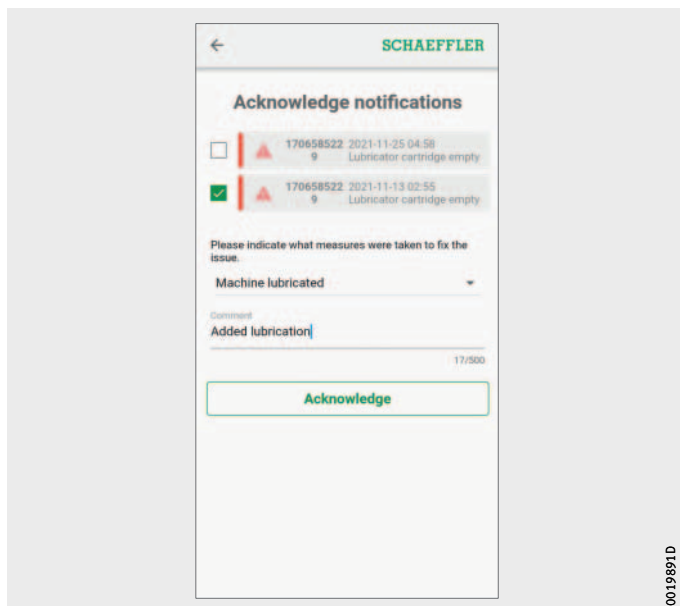 SCHAEFFLER
Acknowledge notifications
170658522 2021-11-25 04:58
9 Lubricator cartridge empty
170658522 2021-11-13 02:55
9 Lubricator cartridge empty
Please indicate what measures were taken to fix the
issue.
Machine lubricated
Comment
Added lubrication
17/500
Acknowledge
0019891D